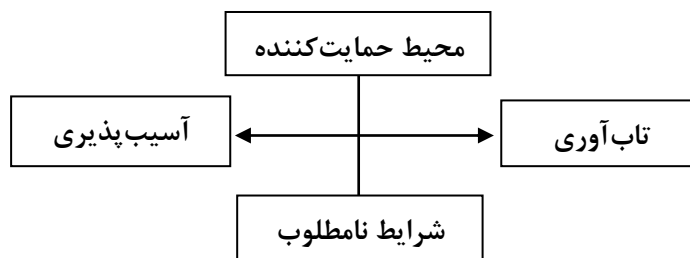 محیط حمایت‌کننده
تاب‌آوری
آسیب‌پذیری
شرایط نامطلوب